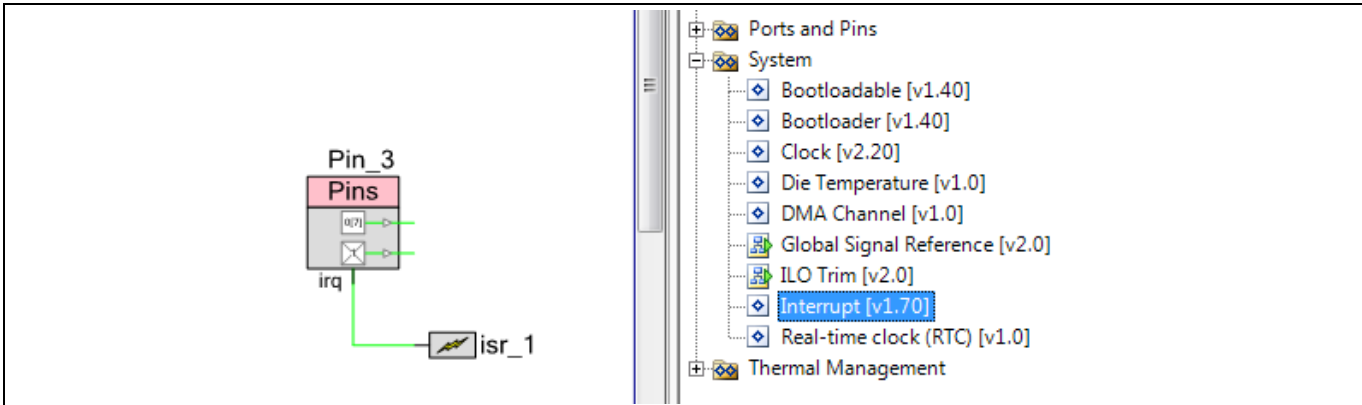 Pin_3
Pins
0[7]
irq
isr_1
Ports and Pins
System
Bootloadable [v1.40]
Bootloader [v1.40]
Clock [v2.20]
Die Temperature [v1.0]
DMA Channel [v1.0]
Global Signal Reference [v2.0]
ILO Trim [v2.0]
Interrupt [v1.70]
Real-time clock (RTC) [v1.0]
Thermal Management